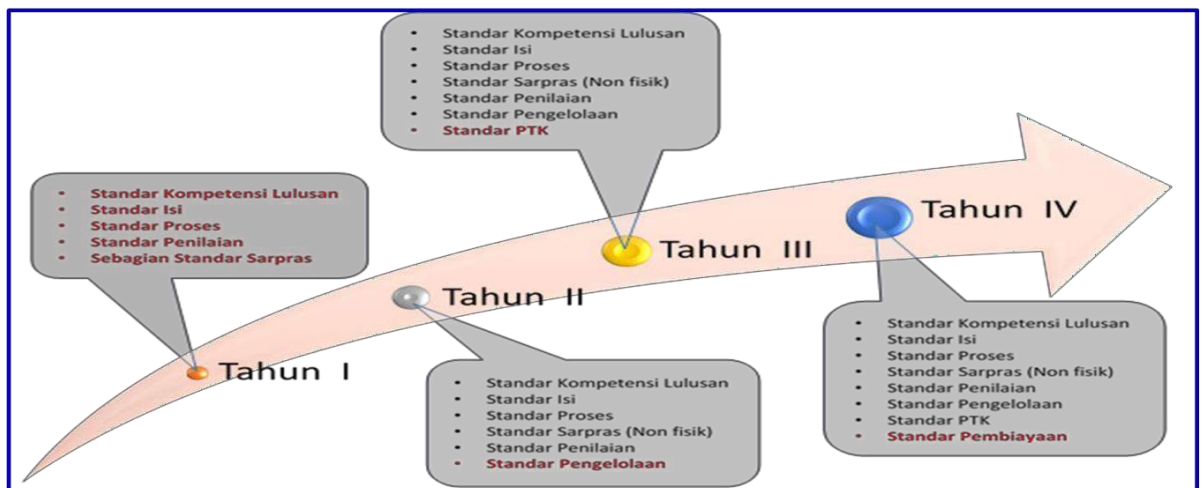 • Standar Kompetensi Lulusan
• Standar Isi
• Standar Proses
• Standar Penilaian
• Sebagian Standar Sarpras
Tahun I
Tahun II
• Standar Kompetensi Lulusan
• Standar Isi
• Standar Proses
• Standar Sarpras (Non fisik)
• Standar Penilaian
• Standar Pengelolaan
• Standar Kompetensi Lulusan
• Standar Isi
• Standar Proses
• Standar Sarpras (Non fisik)
• Standar Penilaian
• Standar Pengelolaan
• Standar PTK
Tahun III
Tahun IV
• Standar Kompetensi Lulusan
• Standar Isi
• Standar Proses
• Standar Sarpras (Non fisik)
• Standar Penilaian
• Standar Pengelolaan
• Standar PTK
• Standar Pembiayaan